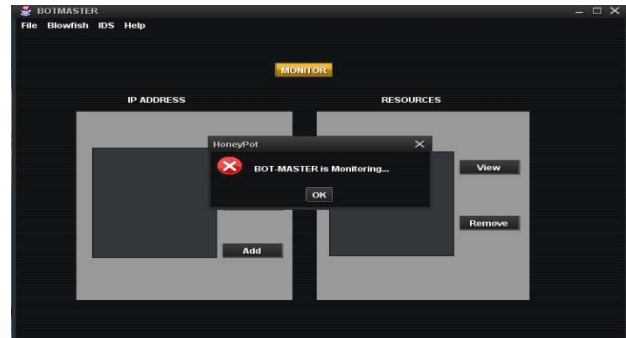 BOTMASTER
File Blowfish IDS Help
MONITOR
IP ADDRESS RESOURCES
HoneyPot
BOT-MASTER is Monitoring...
View
OK
Remove
Add